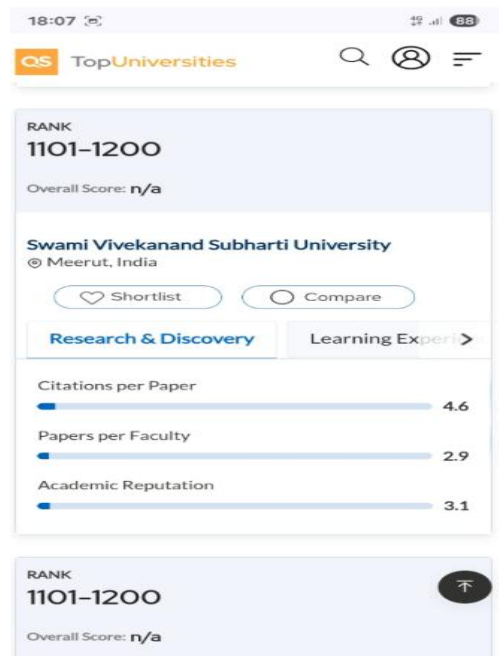 18:07
4G 88
QS TopUniversities
RANK
1101-1200
Overall Score: n/a
Swami Vivekanand Subharti University
Meerut, India
Shortlist Compare
Research & Discovery Learning Exper
Citations per Paper
4.6
Papers per Faculty
2.9
Academic Reputation
3.1
RANK
1101-1200
Overall Score: n/a